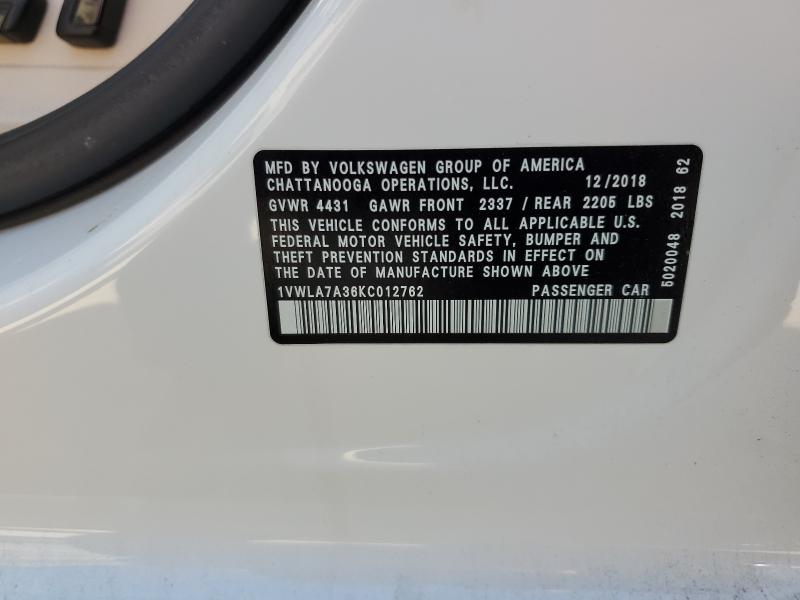 MFD BY VOLKSWAGEN GROUP OF AMERICA
CHATTANOOGA OPERATIONS, LLC. 12/2018
GVWR 4431 GAWR FRONT 2337 / REAR 2205 LBS
THIS VEHICLE CONFORMS TO ALL APPLICABLE U.S.
FEDERAL MOTOR VEHICLE SAFETY, BUMPER AND
THEFT PREVENTION STANDARDS IN EFFECT ON
THE DATE OF MANUFACTURE SHOWN ABOVE
1VWLA7A36KC012762 PASSENGER CAR
5020048 2018 62